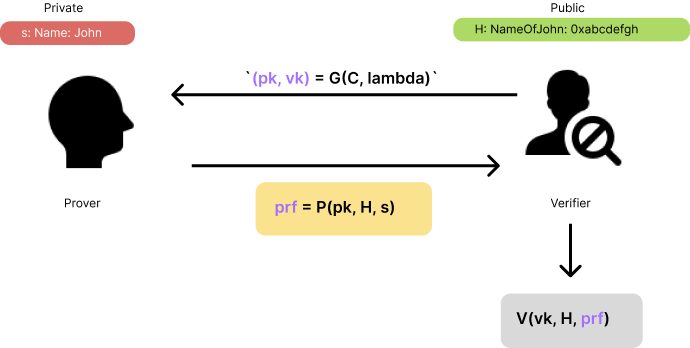 Private
Public
s: Name: John
H: NameOfJohn: 0xabcdefgh
`(pk, vk) = G(C, lambda)`
Prover
Verifier
prf = P(pk, H, s)
V(vk, H, prf)